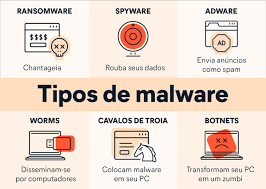 RANSOMWARE
SPYWARE
ADWARE
$$$$
AD
Chantageia
Rouba seus dados
Envia anúncios
como spam
Tipos de malware
WORMS
CAVALOS DE TROIA
BOTNETS
Disseminam-se
por computadores
Colocam malware
em seu PC
Transformam seu PC
em um zumbi